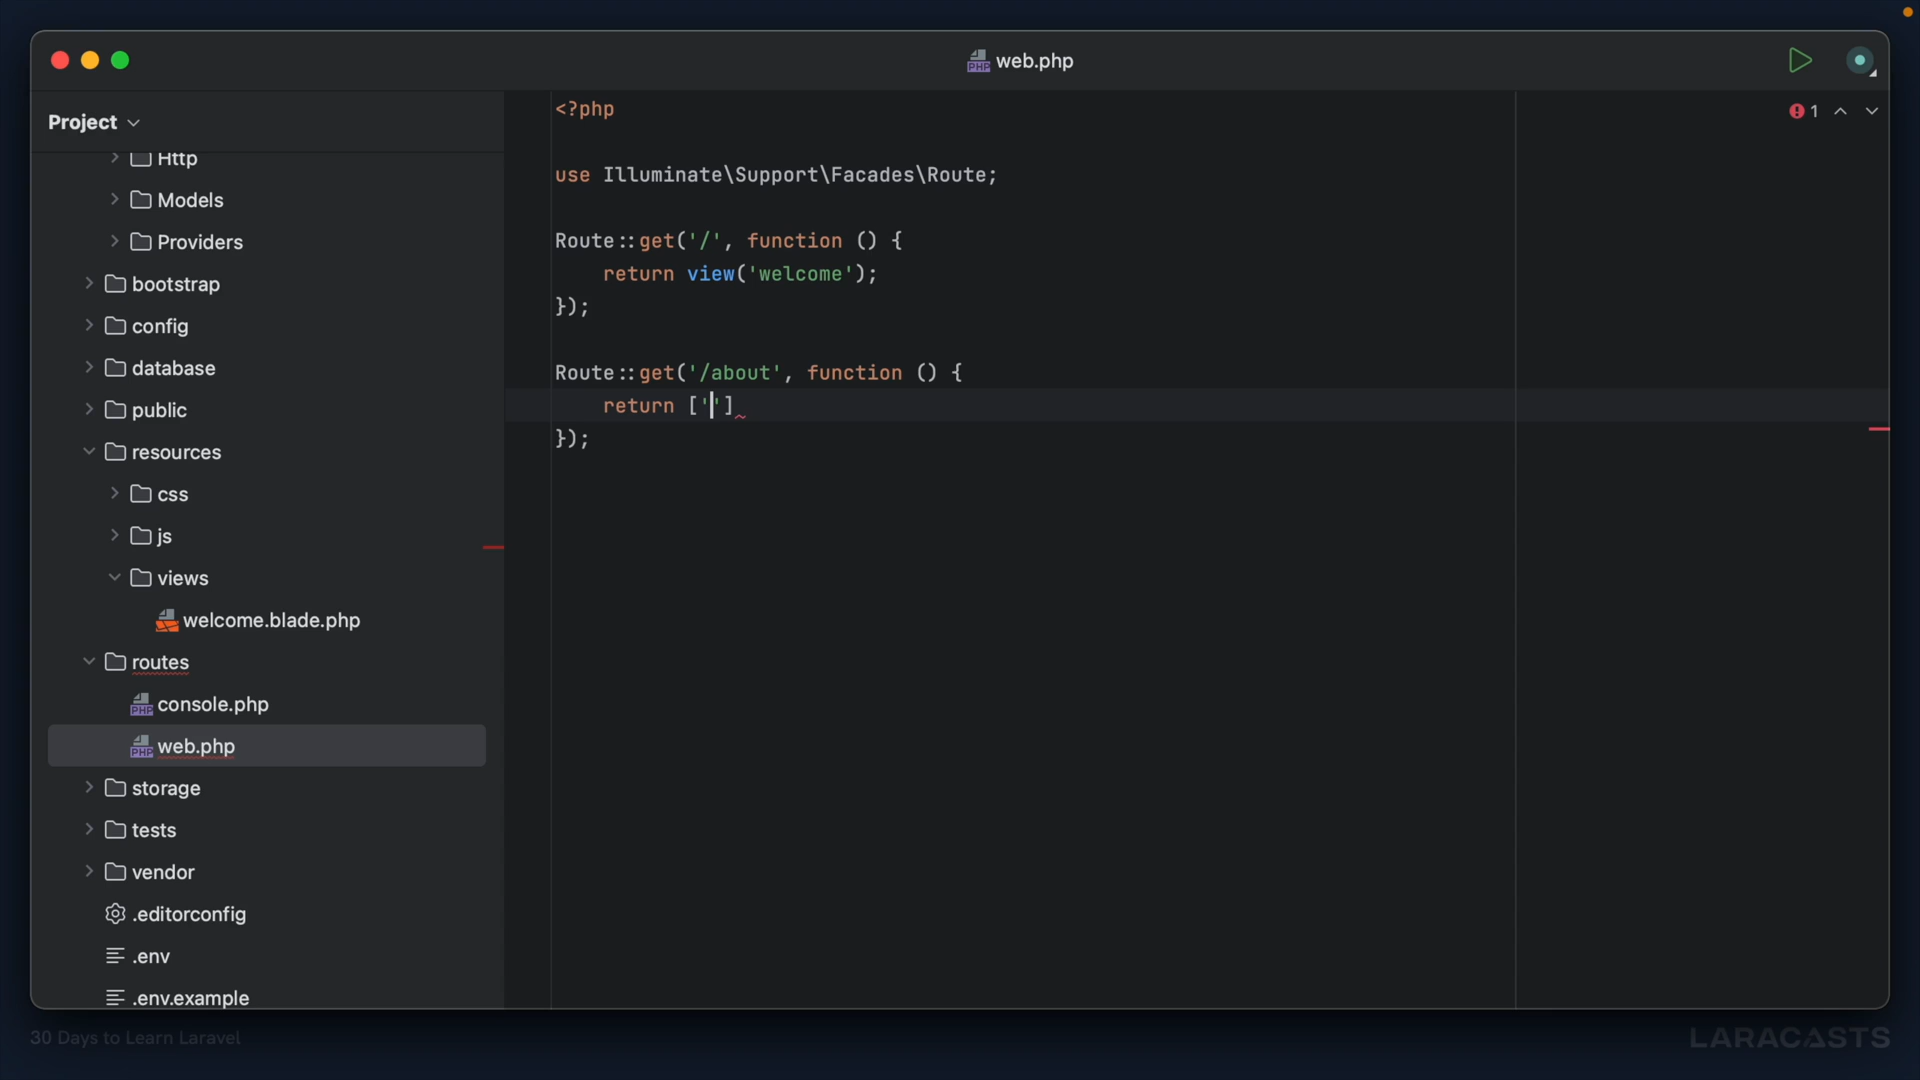 web.php
Project
Http
Models
Providers
bootstrap
config
database
public
resources
css
js
views
welcome.blade.php
routes
console.php
web.php
storage
tests
vendor
.editorconfig
.env
.env.example
<?php
use Illuminate\Support\Facades\Route;
Route::get('/', function () {
    return view('welcome');
});
Route::get('/about', function () {
    return ['']
});
1
30 Days to Learn Laravel
LARACASTS